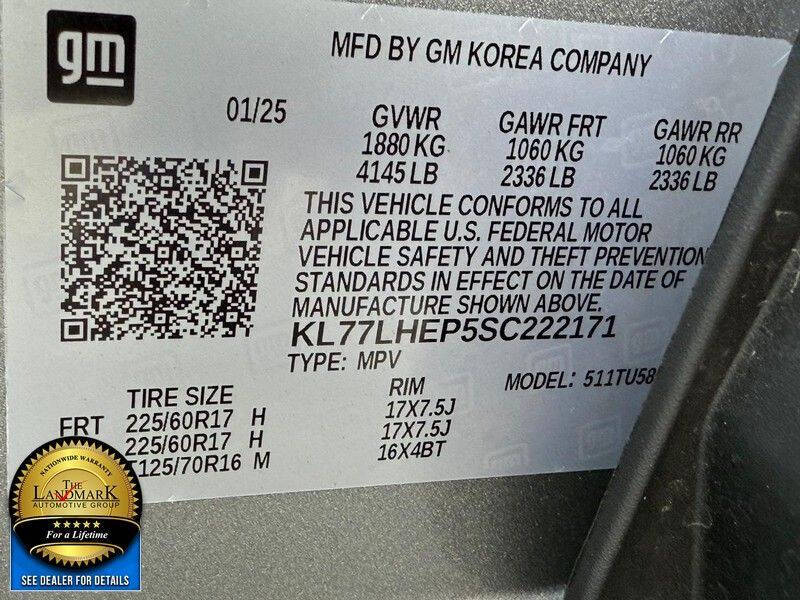 gm
MFD BY GM KOREA COMPANY
01/25
GVWR
1880 KG
4145 LB
GAWR FRT
1060 KG
2336 LB
GAWR RR
1060 KG
2336 LB
THIS VEHICLE CONFORMS TO ALL
APPLICABLE U.S. FEDERAL MOTOR
VEHICLE SAFETY AND THEFT PREVENTION
STANDARDS IN EFFECT ON THE DATE OF
MANUFACTURE SHOWN ABOVE.
KL77LHEP5SC222171
TYPE: MPV
MODEL: 511TU58
TIRE SIZE RIM
FRT 225/60R17 H 17X7.5J
225/60R17 H 17X7.5J
T125/70R16 M 16X4BT
NATIONWIDE WARRANTY
THE
LANDMARK
AUTOMOTIVE GROUP
For a Lifetime
SEE DEALER FOR DETAILS